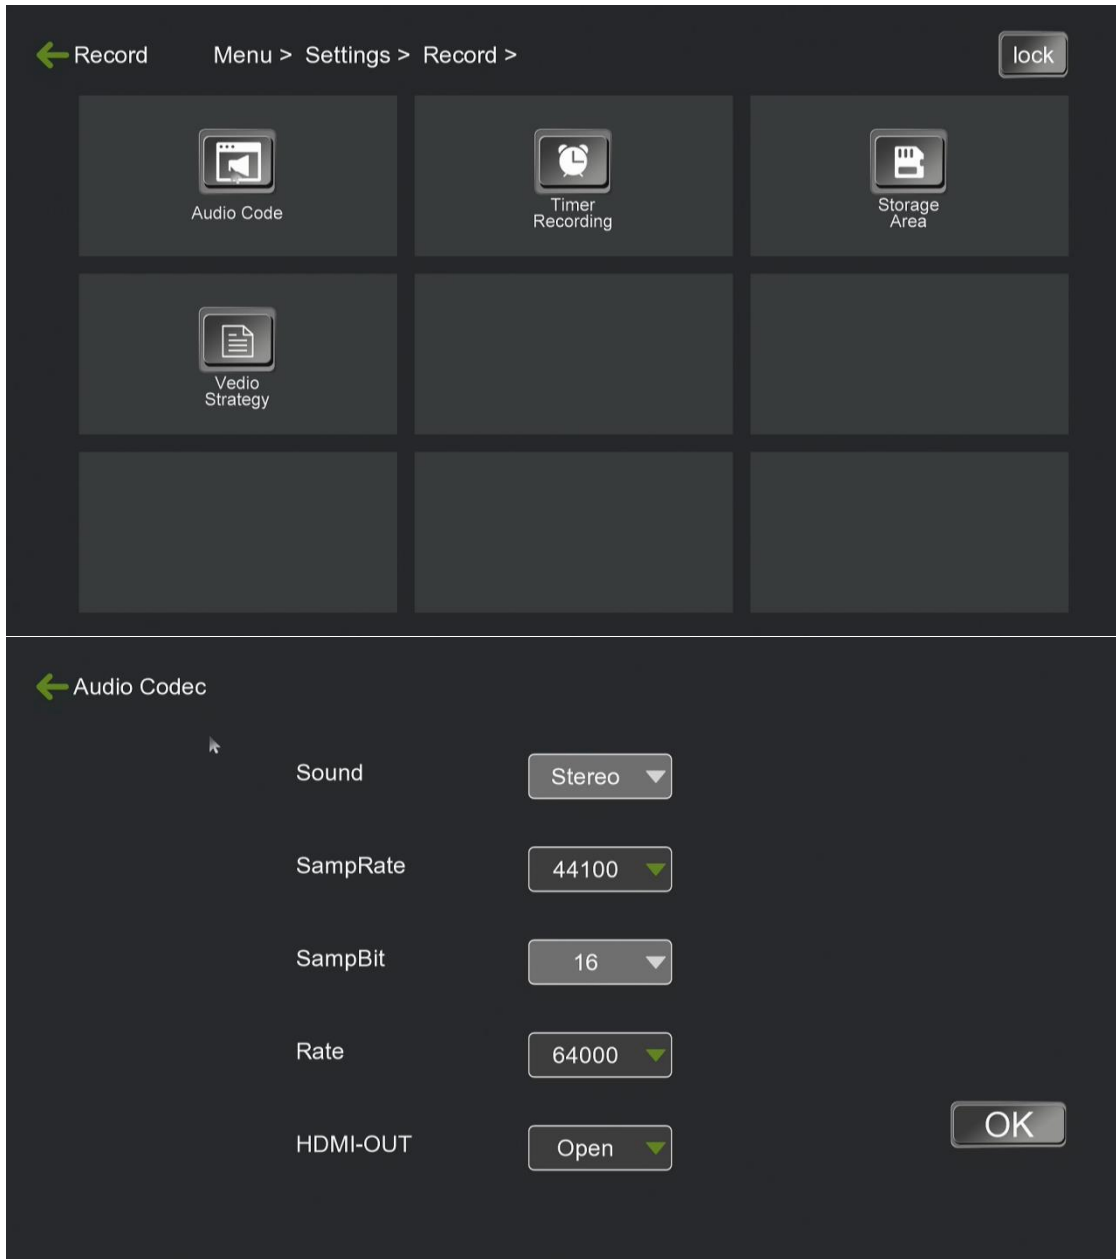 Record Menu > Settings > Record > lock
Audio Code
Timer
Recording
Storage
Area
Vedio
Strategy
Audio Codec
Sound Stereo
SampRate 44100
SampBit 16
Rate 64000
OK
HDMI-OUT Open